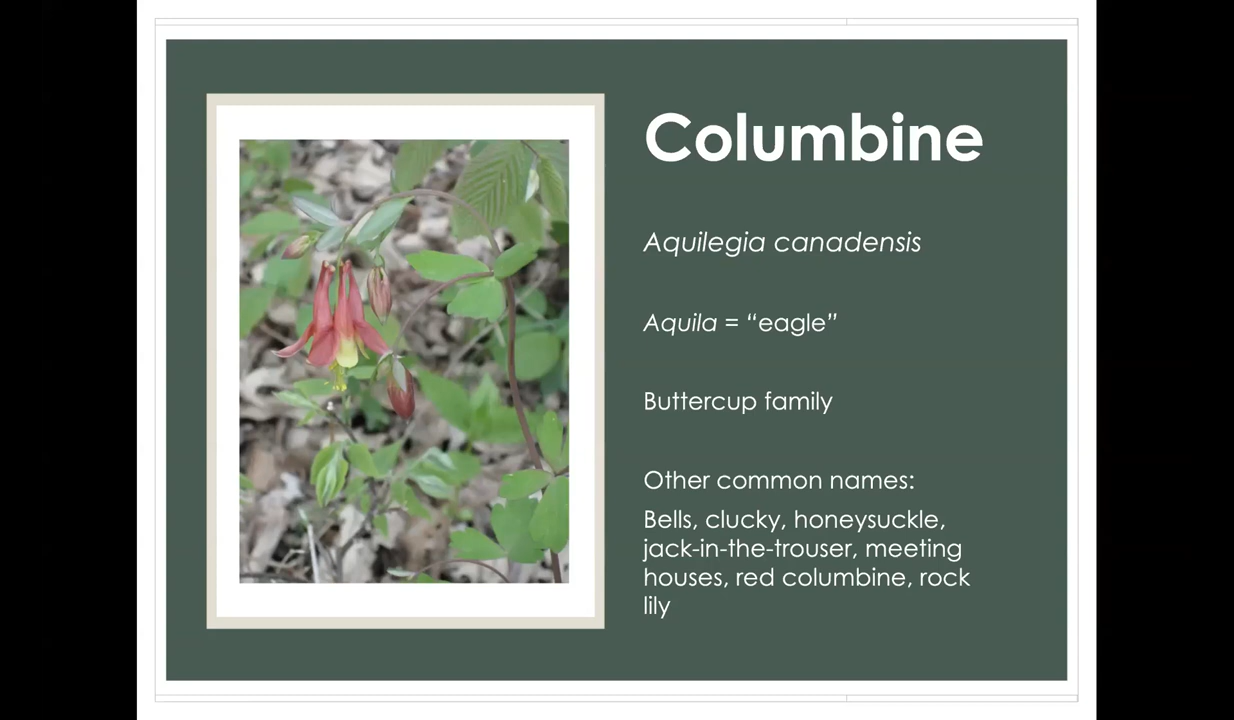 Columbine
Aquilegia canadensis
Aquila = “eagle”
Buttercup family
Other common names:
Bells, clucky, honeysuckle,
jack-in-the-trouser, meeting
houses, red columbine, rock
lily